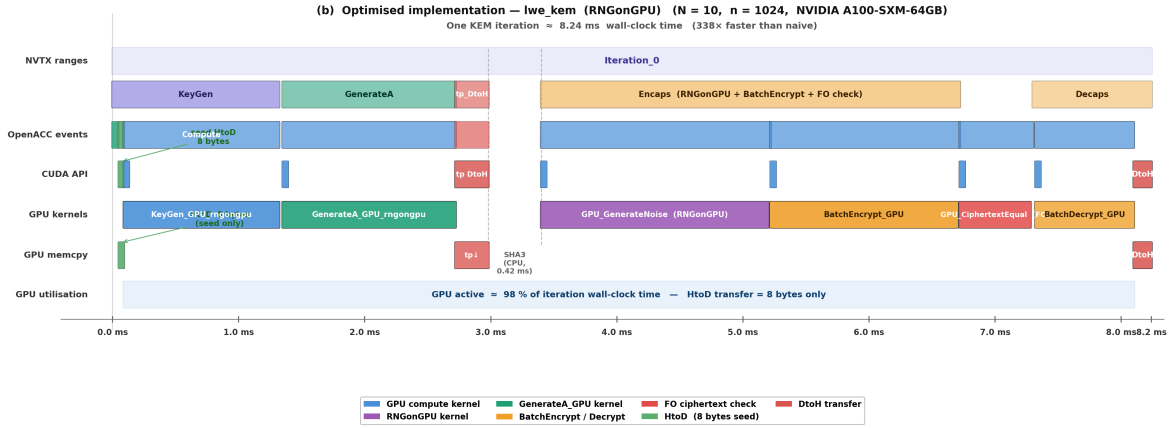 (b)  Optimised implementation — lwe_kem  (RNGonGPU)   (N = 10,  n = 1024,  NVIDIA A100-SXM-64GB)
One KEM iteration  ≈  8.24 ms  wall-clock time   (338× faster than naive)
NVTX ranges
Iteration_0
KeyGen
GenerateA
tp_DtoH
Encaps  (RNGonGPU + BatchEncrypt + FO check)
Decaps
OpenACC events
Compute
seed HtoD
8 bytes
CUDA API
tp DtoH
DtoH
GPU kernels
KeyGen_GPU_rngongpu
(seed only)
GenerateA_GPU_rngongpu
GPU_GenerateNoise  (RNGonGPU)
BatchEncrypt_GPU
GPU_CiphertextEqual
BatchDecrypt_GPU
GPU memcpy
tp↓
SHA3
(CPU,
0.42 ms)
DtoH
GPU utilisation
GPU active  ≈  98 % of iteration wall-clock time   —   HtoD transfer = 8 bytes only
0.0 ms
1.0 ms
2.0 ms
3.0 ms
4.0 ms
5.0 ms
6.0 ms
7.0 ms
8.0 ms
8.2 ms
GPU compute kernel
RNGonGPU kernel
GenerateA_GPU kernel
BatchEncrypt / Decrypt
FO ciphertext check
HtoD  (8 bytes seed)
DtoH transfer